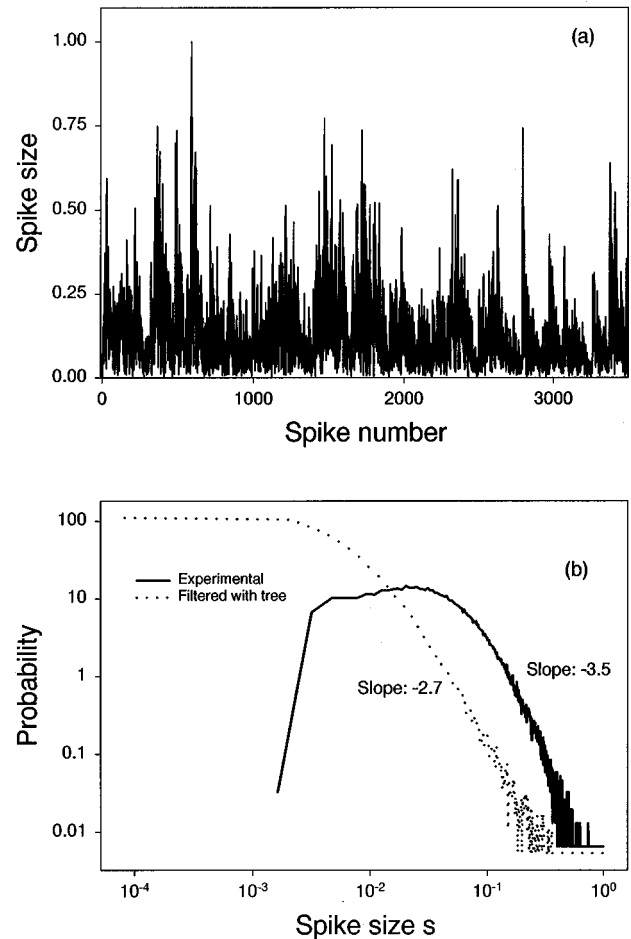 (a)
1.00
0.75
0.50
0.25
0.00
Spike size
0 1000 2000 3000
Spike number
(b)
100
10
1
0.1
0.01
Probability
Experimental
Filtered with tree
Slope: -2.7
Slope: -3.5
10⁻⁴ 10⁻³ 10⁻² 10⁻¹ 10⁰
Spike size s